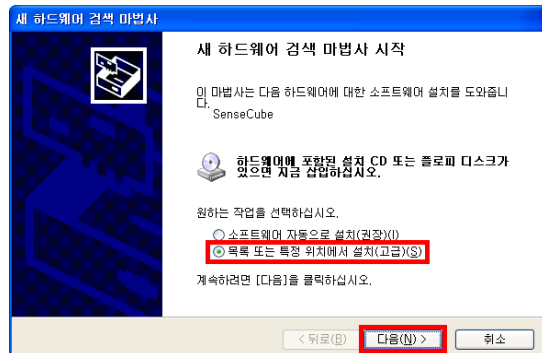 새 하드웨어 검색 마법사
새 하드웨어 검색 마법사 시작
이 마법사는 다음 하드웨어에 대한 소프트웨어 설치를 도와줍니
다.
SenseCube
하드웨어에 포함된 설치 CD 또는 플로피 디스크가
있으면 지금 삽입하십시오.
원하는 작업을 선택하십시오.
소프트웨어 자동으로 설치(권장)(I)
목록 또는 특정 위치에서 설치(고급)(S)
계속하려면 [다음]을 클릭하십시오.
< 뒤로(B) 다음(N) > 취소